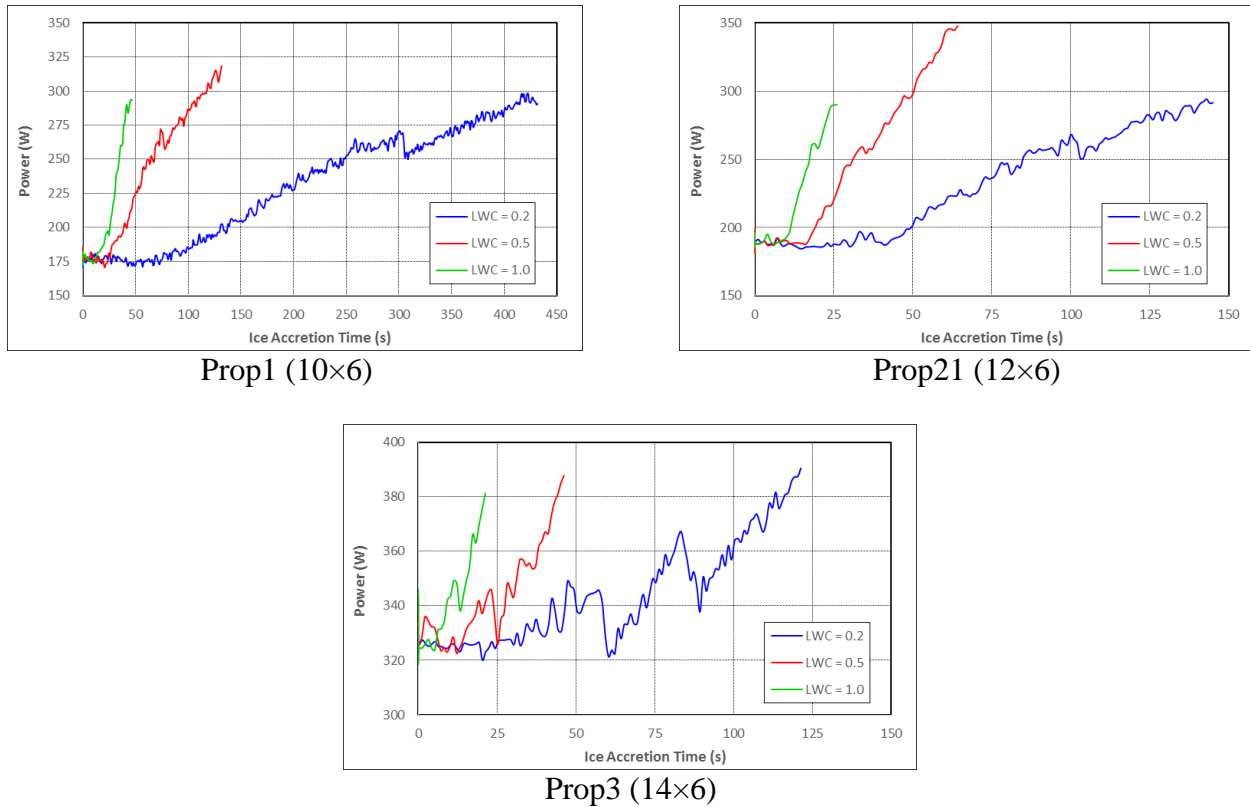 350
325
300
275
250
225
200
175
150
Power (W)
0 50 100 150 200 250 300 350 400 450
Ice Accretion Time (s)
LWC = 0.2
LWC = 0.5
LWC = 1.0
Prop1 (10×6)
350
300
250
200
150
Power (W)
0 25 50 75 100 125 150
Ice Accretion Time (s)
LWC = 0.2
LWC = 0.5
LWC = 1.0
Prop21 (12×6)
400
380
360
340
320
300
Power (W)
0 25 50 75 100 125 150
Ice Accretion Time (s)
LWC = 0.2
LWC = 0.5
LWC = 1.0
Prop3 (14×6)